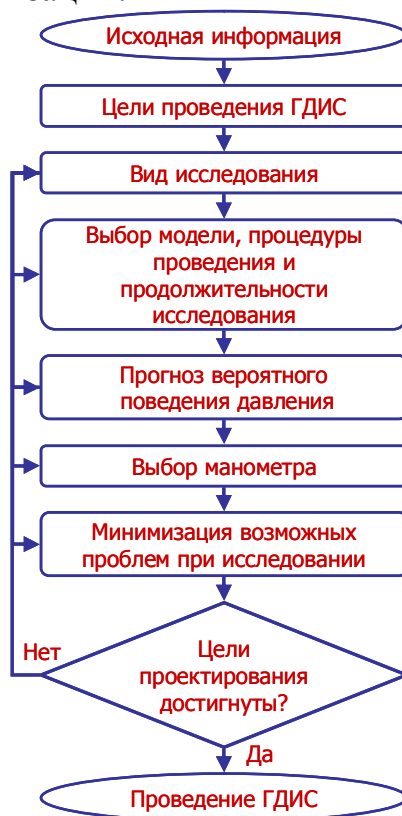 Исходная информация
Цели проведения ГДИС
Вид исследования
Выбор модели, процедуры
проведения и
продолжительности
исследования
Прогноз вероятного
поведения давления
Выбор манометра
Минимизация возможных
проблем при исследовании
Нет
Цели
проектирования
достигнуты?
Да
Проведение ГДИС